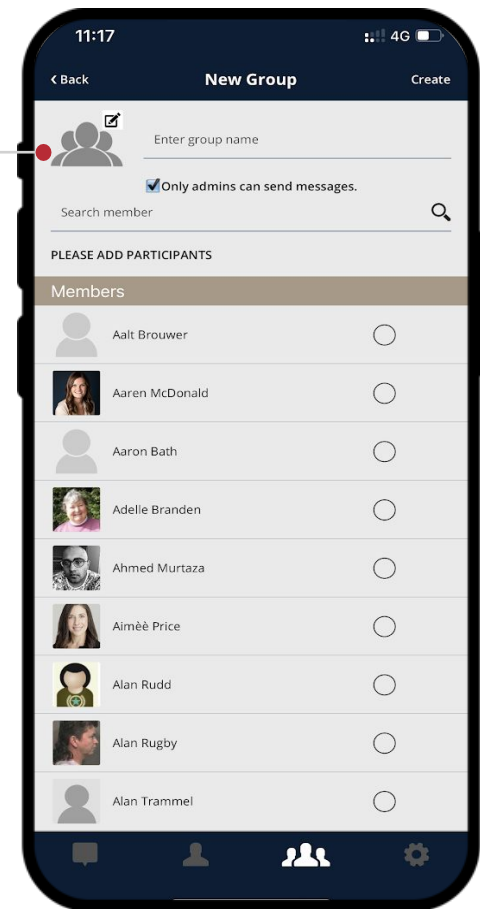 11:17 4G
Back New Group Create
Enter group name
Only admins can send messages.
Search member
PLEASE ADD PARTICIPANTS
Members
Aalt Brouwer
Aaren McDonald
Aaron Bath
Adelle Branden
Ahmed Murtaza
Aimèè Price
Alan Rudd
Alan Rugby
Alan Trammel